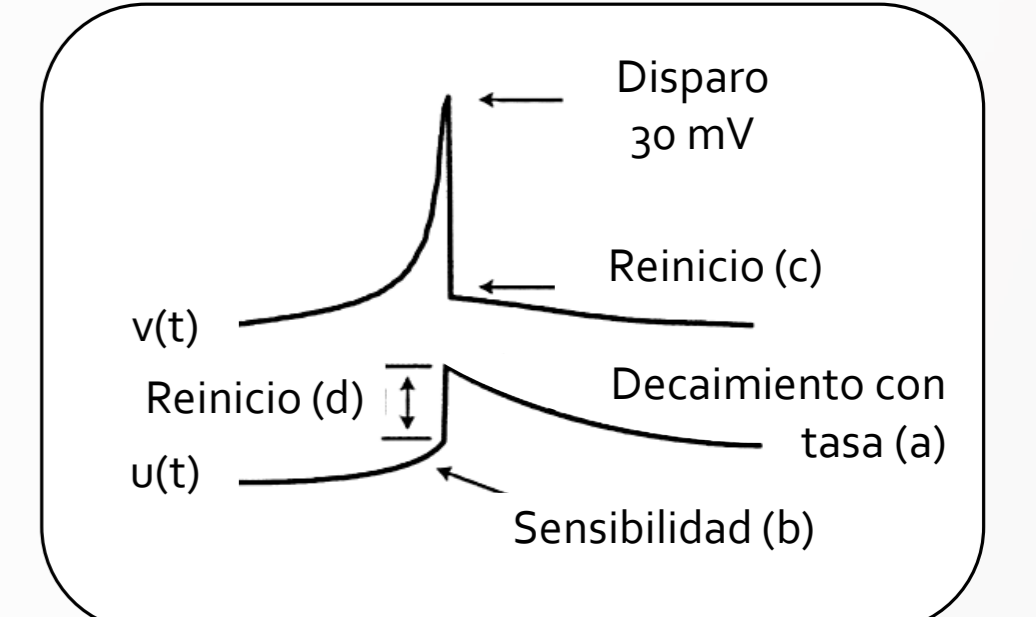 Disparo
30 mV
Reinicio (c)
v(t)
Reinicio (d)
Decaimiento con
tasa (a)
u(t)
Sensibilidad (b)